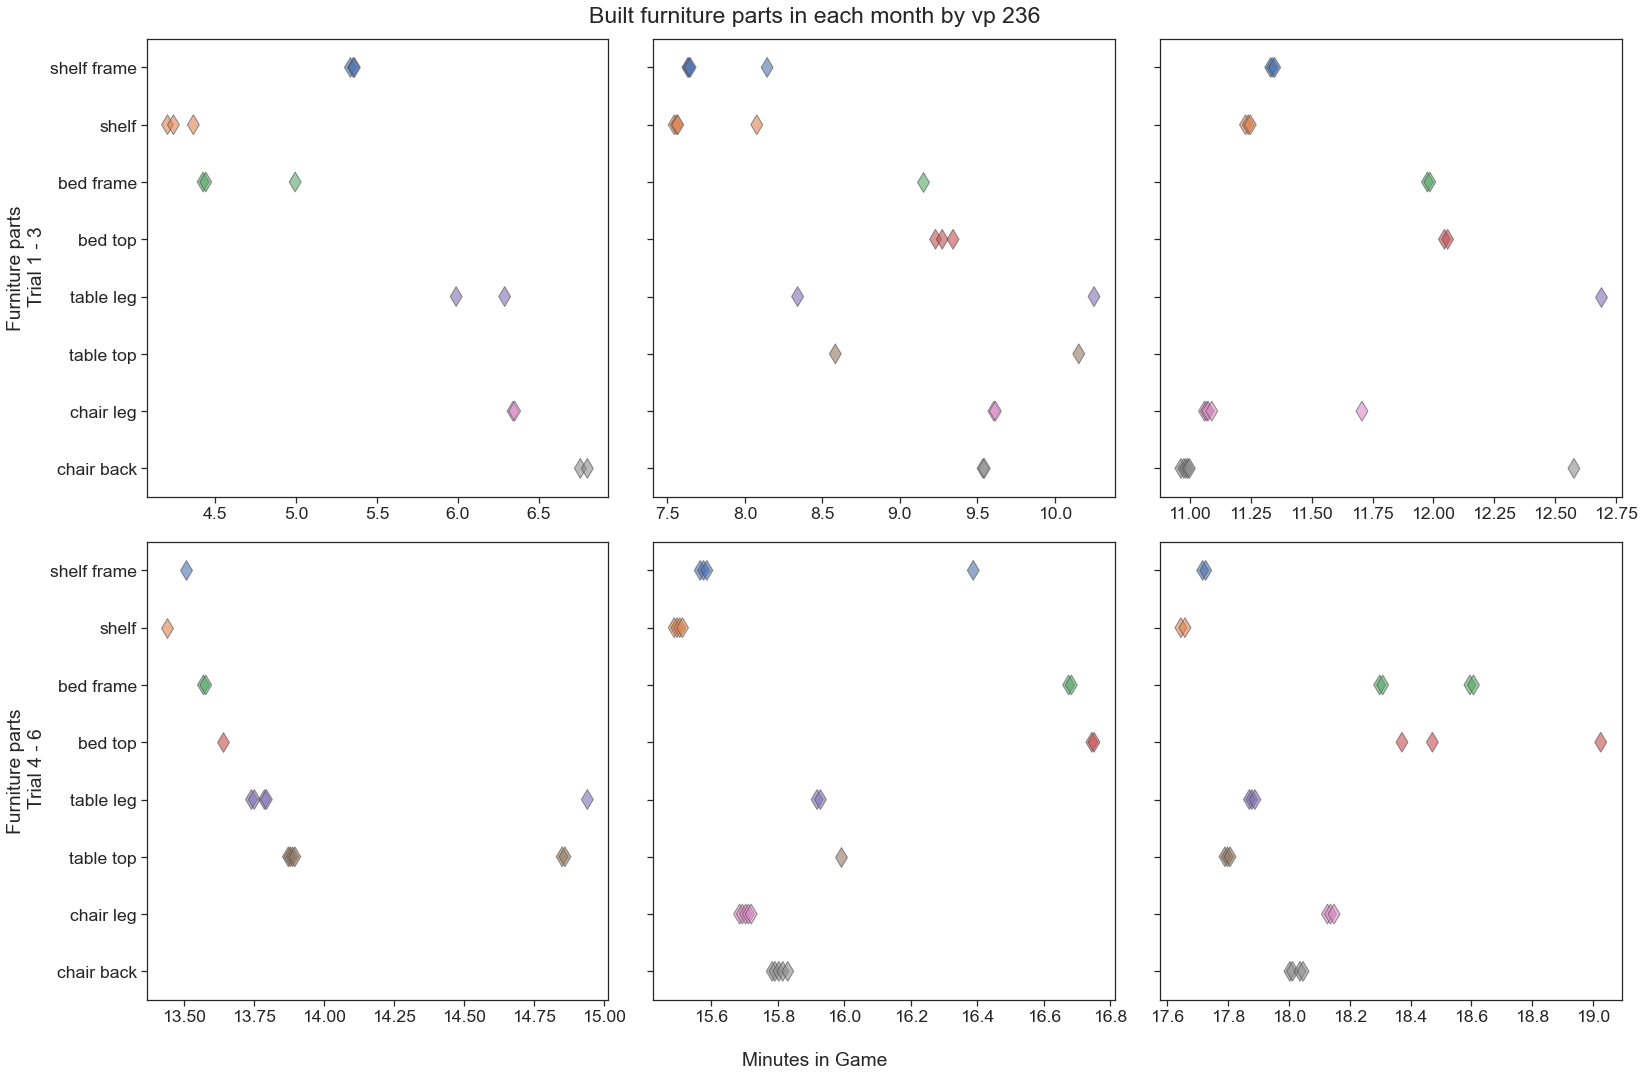 Built furniture parts in each month by vp 236
Furniture parts
Trial 1 - 3
shelf frame
shelf
bed frame
bed top
table leg
table top
chair leg
chair back
4.5 5.0 5.5 6.0 6.5
7.5 8.0 8.5 9.0 9.5 10.0
11.00 11.25 11.50 11.75 12.00 12.25 12.50 12.75
Furniture parts
Trial 4 - 6
shelf frame
shelf
bed frame
bed top
table leg
table top
chair leg
chair back
13.50 13.75 14.00 14.25 14.50 14.75 15.00
15.6 15.8 16.0 16.2 16.4 16.6 16.8
17.6 17.8 18.0 18.2 18.4 18.6 18.8 19.0
Minutes in Game